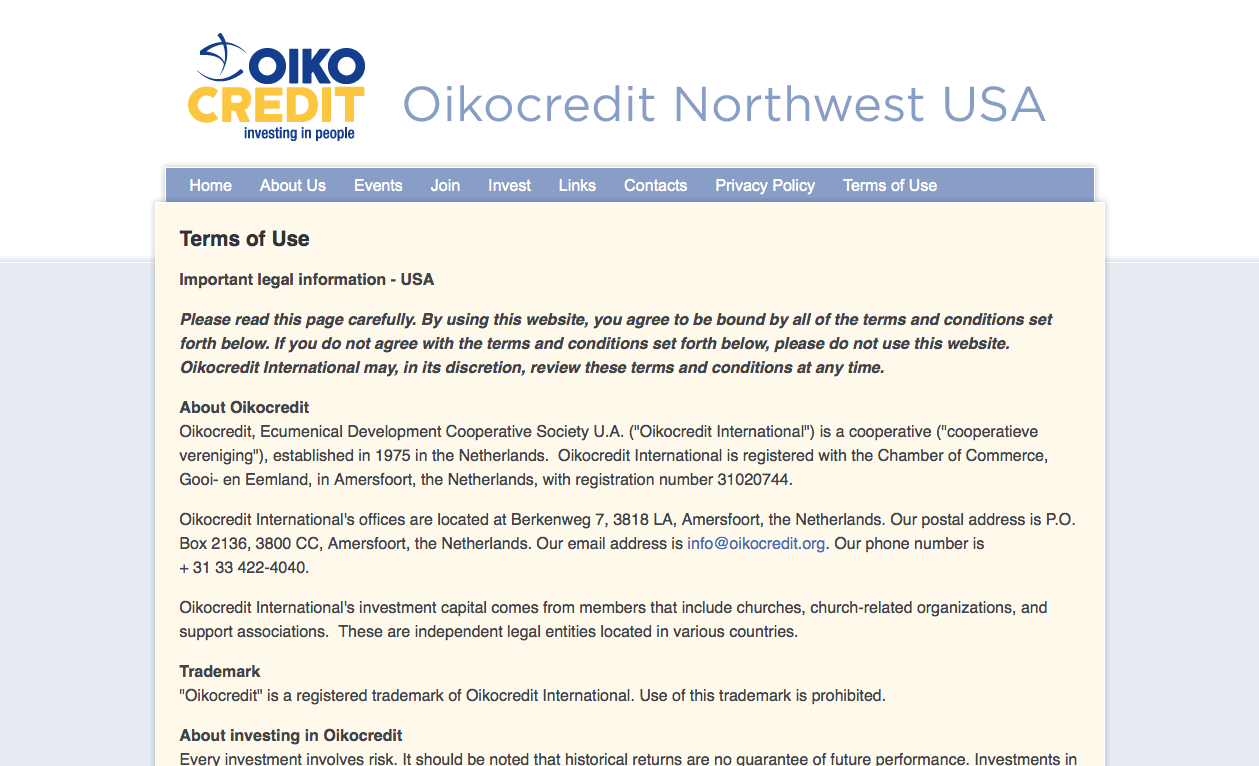 OIKO
CREDIT
investing in people
Oikocredit Northwest USA
Home About Us Events Join Invest Links Contacts Privacy Policy Terms of Use
Terms of Use
Important legal information - USA
Please read this page carefully. By using this website, you agree to be bound by all of the terms and conditions set
forth below. If you do not agree with the terms and conditions set forth below, please do not use this website.
Oikocredit International may, in its discretion, review these terms and conditions at any time.
About Oikocredit
Oikocredit, Ecumenical Development Cooperative Society U.A. ("Oikocredit International") is a cooperative ("cooperatieve
vereniging"), established in 1975 in the Netherlands.  Oikocredit International is registered with the Chamber of Commerce,
Gooi- en Eemland, in Amersfoort, the Netherlands, with registration number 31020744.
Oikocredit International's offices are located at Berkenweg 7, 3818 LA, Amersfoort, the Netherlands. Our postal address is P.O.
Box 2136, 3800 CC, Amersfoort, the Netherlands. Our email address is info@oikocredit.org. Our phone number is
+ 31 33 422-4040.
Oikocredit International's investment capital comes from members that include churches, church-related organizations, and
support associations.  These are independent legal entities located in various countries.
Trademark
"Oikocredit" is a registered trademark of Oikocredit International. Use of this trademark is prohibited.
About investing in Oikocredit
Every investment involves risk. It should be noted that historical returns are no guarantee of future performance. Investments in